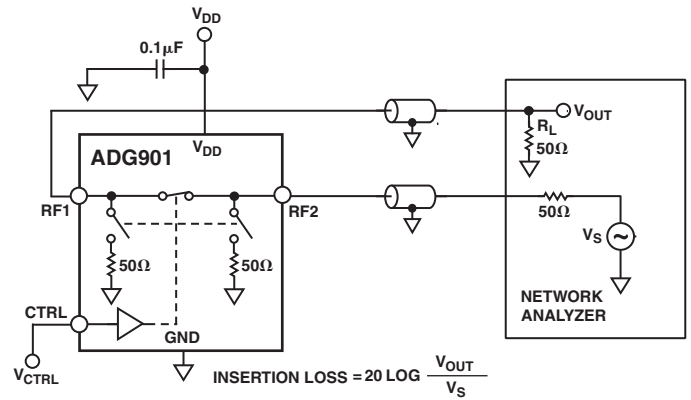 VDD
0.1µF
VDD
ADG901
RF1
RF2
50Ω
50Ω
CTRL
GND
VCTRL
VOUT
RL
50Ω
50Ω
VS
~
NETWORK
ANALYZER
INSERTION LOSS = 20 LOG VOUT
VS